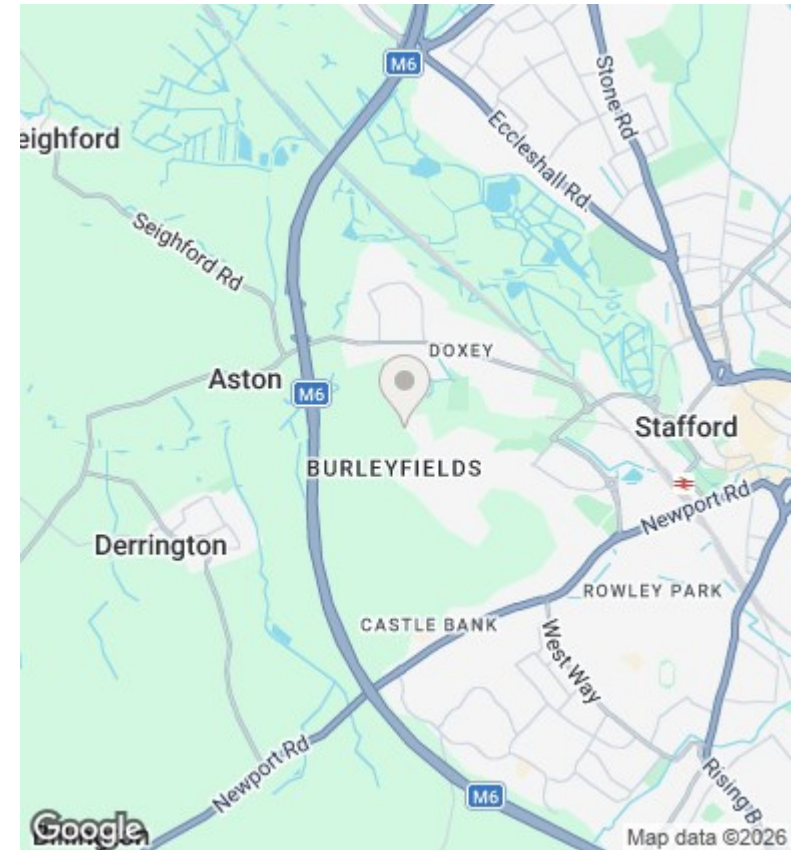 M6
Stone Rd
Eccleshall Rd
eighford
Seighford Rd
DOXEY
Aston
M6
Stafford
BURLEYFIELDS
Newport Rd
Derrington
ROWLEY PARK
CASTLE BANK
West Way
Newport Rd
M6
Rising B
Google
Map data ©2026